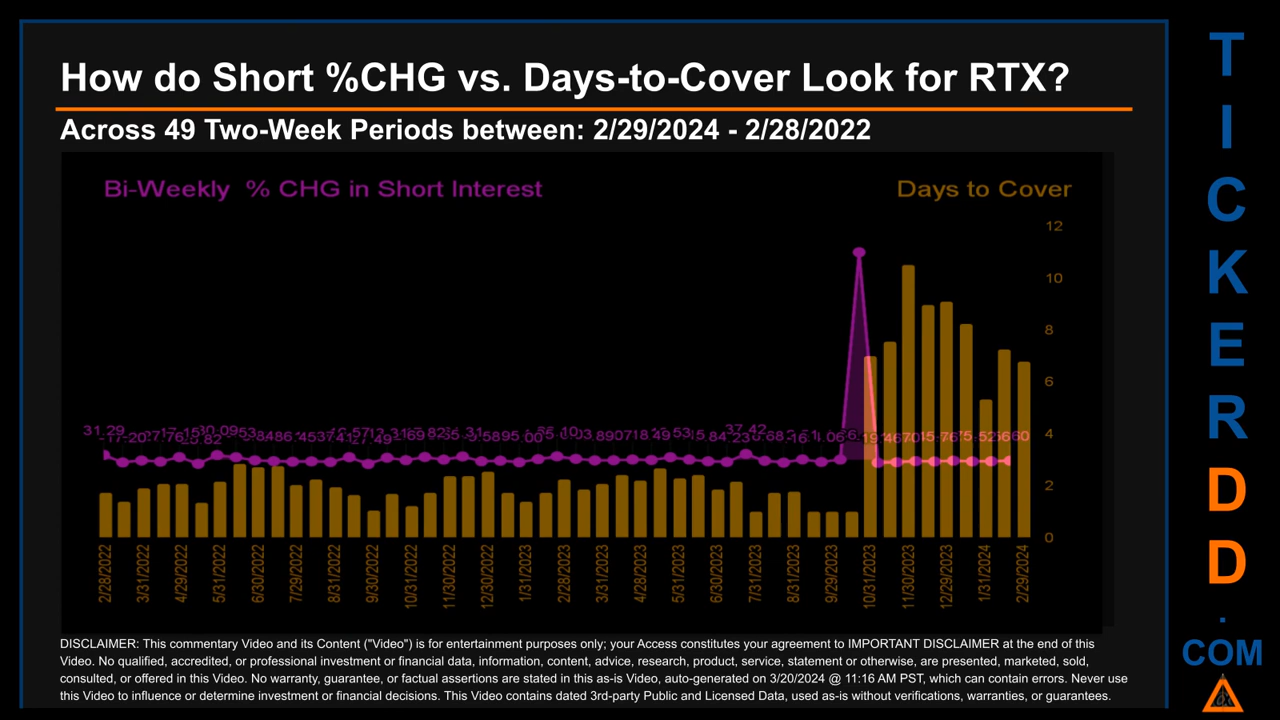 How do Short %CHG vs. Days-to-Cover Look for RTX?
Across 49 Two-Week Periods between: 2/29/2024 - 2/28/2022
Bi-Weekly % CHG in Short Interest
Days to Cover
12
10
8
6
4
2
0
31.29
37.42
2/28/2022
3/31/2022
4/29/2022
5/31/2022
6/30/2022
7/29/2022
8/31/2022
9/30/2022
10/31/2022
11/30/2022
12/30/2022
1/31/2023
2/28/2023
3/31/2023
4/28/2023
5/31/2023
6/30/2023
7/31/2023
8/31/2023
9/29/2023
10/31/2023
11/30/2023
12/29/2023
1/31/2024
2/29/2024
DISCLAIMER: This commentary Video and its Content ("Video") is for entertainment purposes only; your Access constitutes your agreement to IMPORTANT DISCLAIMER at the end of this
Video. No qualified, accredited, or professional investment or financial data, information, content, advice, research, product, service, statement or otherwise, are presented, marketed, sold,
consulted, or offered in this Video. No warranty, guarantee, or factual assertions are stated in this as-is Video, auto-generated on 3/20/2024 @ 11:16 AM PST, which can contain errors. Never use
this Video to influence or determine investment or financial decisions. This Video contains dated 3rd-party Public and Licensed Data, used as-is without verifications, warranties, or guarantees.
T
I
C
K
E
R
D
D
.
COM